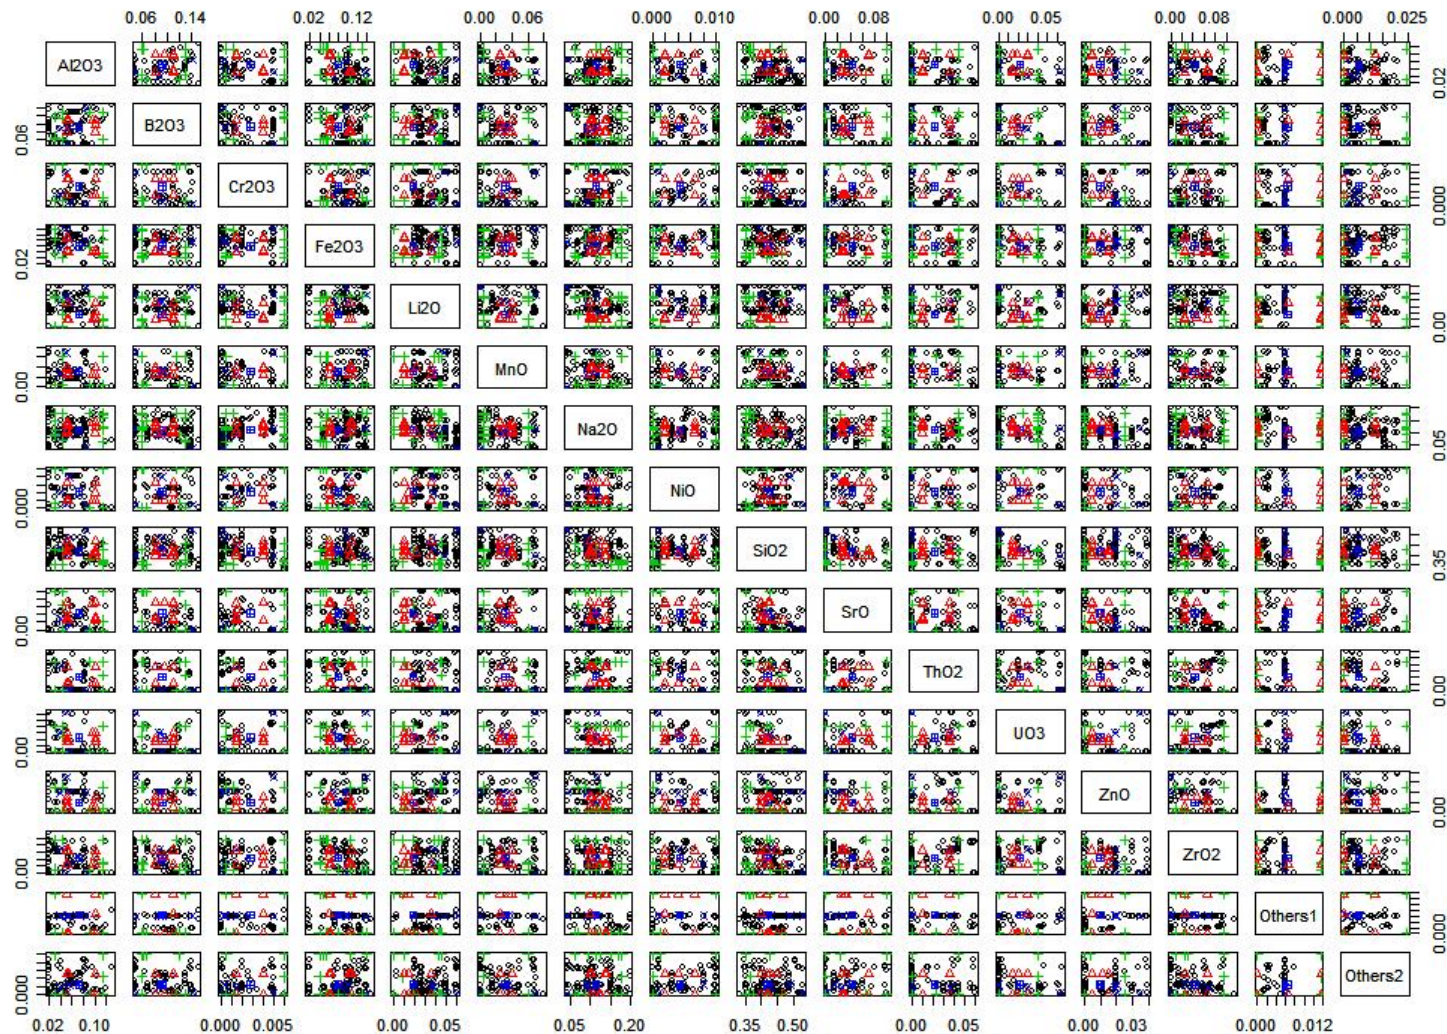 0.06 0.14 0.02 0.12 0.00 0.06 0.000 0.010 0.00 0.08 0.00 0.05 0.00 0.08 0.000 0.025
Al2O3 0.02
0.06 B2O3
Cr2O3 0.000
0.02 Fe2O3
Li2O 0.00
0.00 MnO
Na2O 0.05
0.000 NiO
SiO2 0.35
0.00 SrO
ThO2 0.00
0.00 UO3
ZnO 0.000
0.00 ZrO2
Others1 0.000
0.000 Others2
0.02 0.10 0.000 0.005 0.00 0.05 0.05 0.20 0.35 0.50 0.00 0.05 0.00 0.03 0.000 0.012